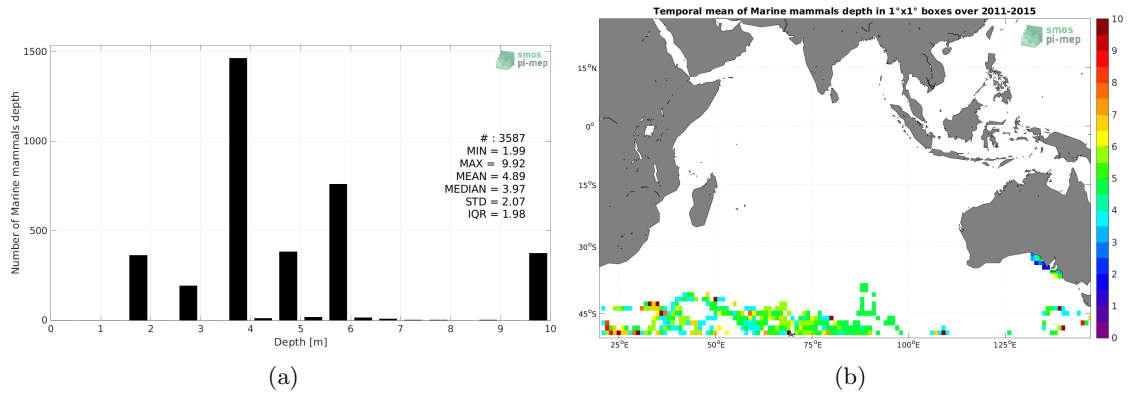 1500
1000
500
0
Number of Marine mammals depth
smos
pi-mep
# : 3587
MIN = 1.99
MAX = 9.92
MEAN = 4.89
MEDIAN = 3.97
STD = 2.07
IQR = 1.98
0 1 2 3 4 5 6 7 8 9 10
Depth [m]
(a)
Temporal mean of Marine mammals depth in 1°x1° boxes over 2011-2015
smos
pi-mep
15°N
0°
15°S
30°S
45°S
25°E 50°E 75°E 100°E 125°E
10
9
8
7
6
5
4
3
2
1
0
(b)